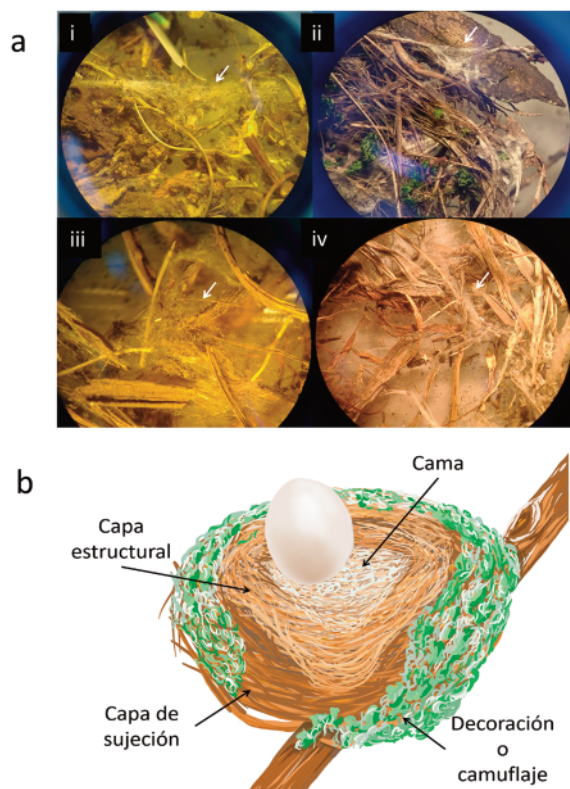 a
i
ii
iii
iv
b
Cama
Capa
estructural
Capa de
sujeción
Decoración
o
camuflaje